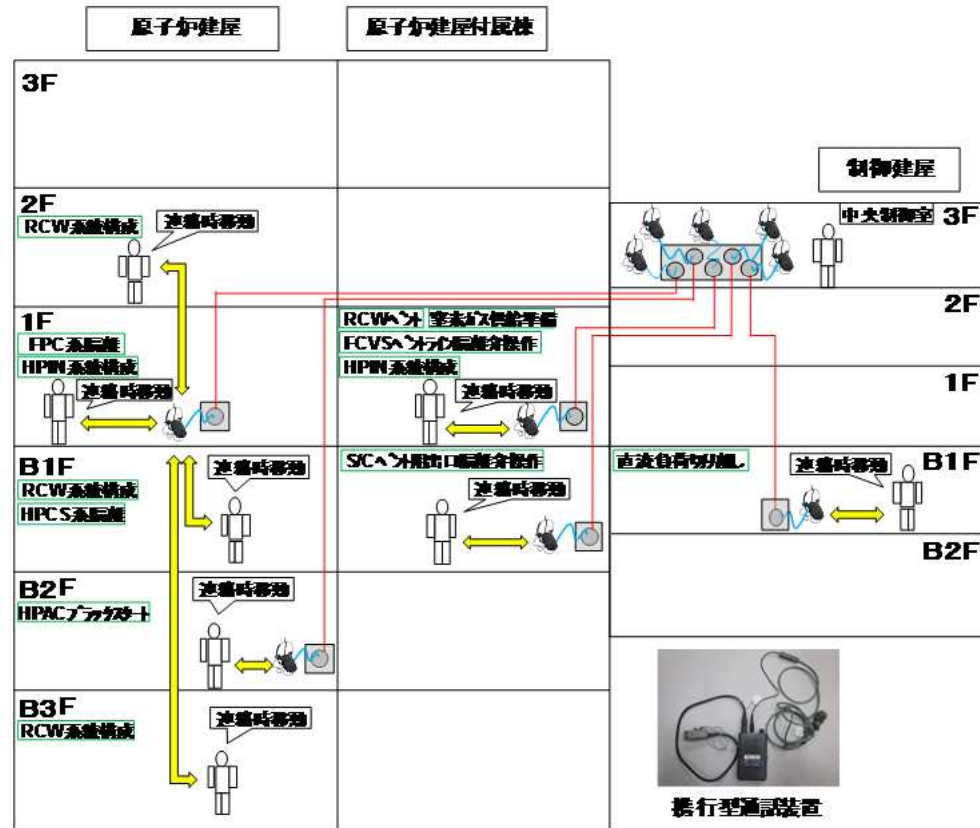 原子炉建屋
原子炉建屋付属棟
制御建屋
3F
2F
RCW系統構成
連絡時移動
1F
FPC系隔離
HPIN系統構成
連絡時移動
B1F
RCW系統構成
HPCS系隔離
連絡時移動
B2F
HPACブラックスタート
連絡時移動
B3F
RCW系統構成
連絡時移動
RCWベント
窒素ガス供給準備
FCVSベントライン隔離弁操作
HPIN系統構成
連絡時移動
S/Cベント用出口隔離弁操作
連絡時移動
中央制御室
3F
2F
1F
直流負荷切り離し
連絡時移動
B1F
B2F
携行型通話装置